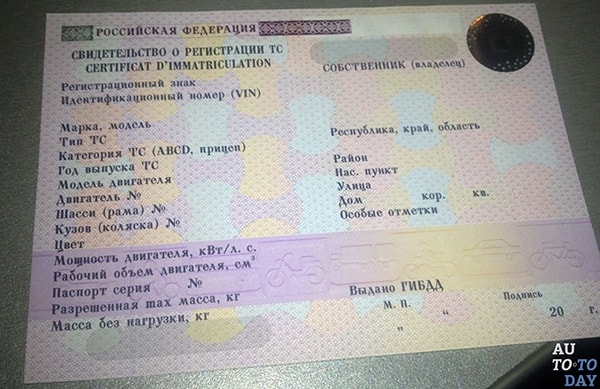 РОССИЙСКАЯ ФЕДЕРАЦИЯ
СВИДЕТЕЛЬСТВО О РЕГИСТРАЦИИ ТС
CERTIFICAT D'IMMATRICULATION
Регистрационный знак
Идентификационный номер (VIN)
Марка, модель
Тип ТС
Категория ТС (ABCD, прицеп)
Год выпуска ТС
Модель двигателя
Двигатель №
Шасси (рама) №
Кузов (коляска) №
Цвет
Мощность двигателя, кВт/л. с.
Рабочий объем двигателя, см³
Паспорт серия №
Разрешенная max масса, кг
Масса без нагрузки, кг
СОБСТВЕННИК (владелец)
Республика, край, область
Район
Нас. пункт
Улица
Дом кор. кв.
Особые отметки
Выдано ГИБДД
М. П. Подпись
„ “ 20 г.
AU
TO·TO
DAY